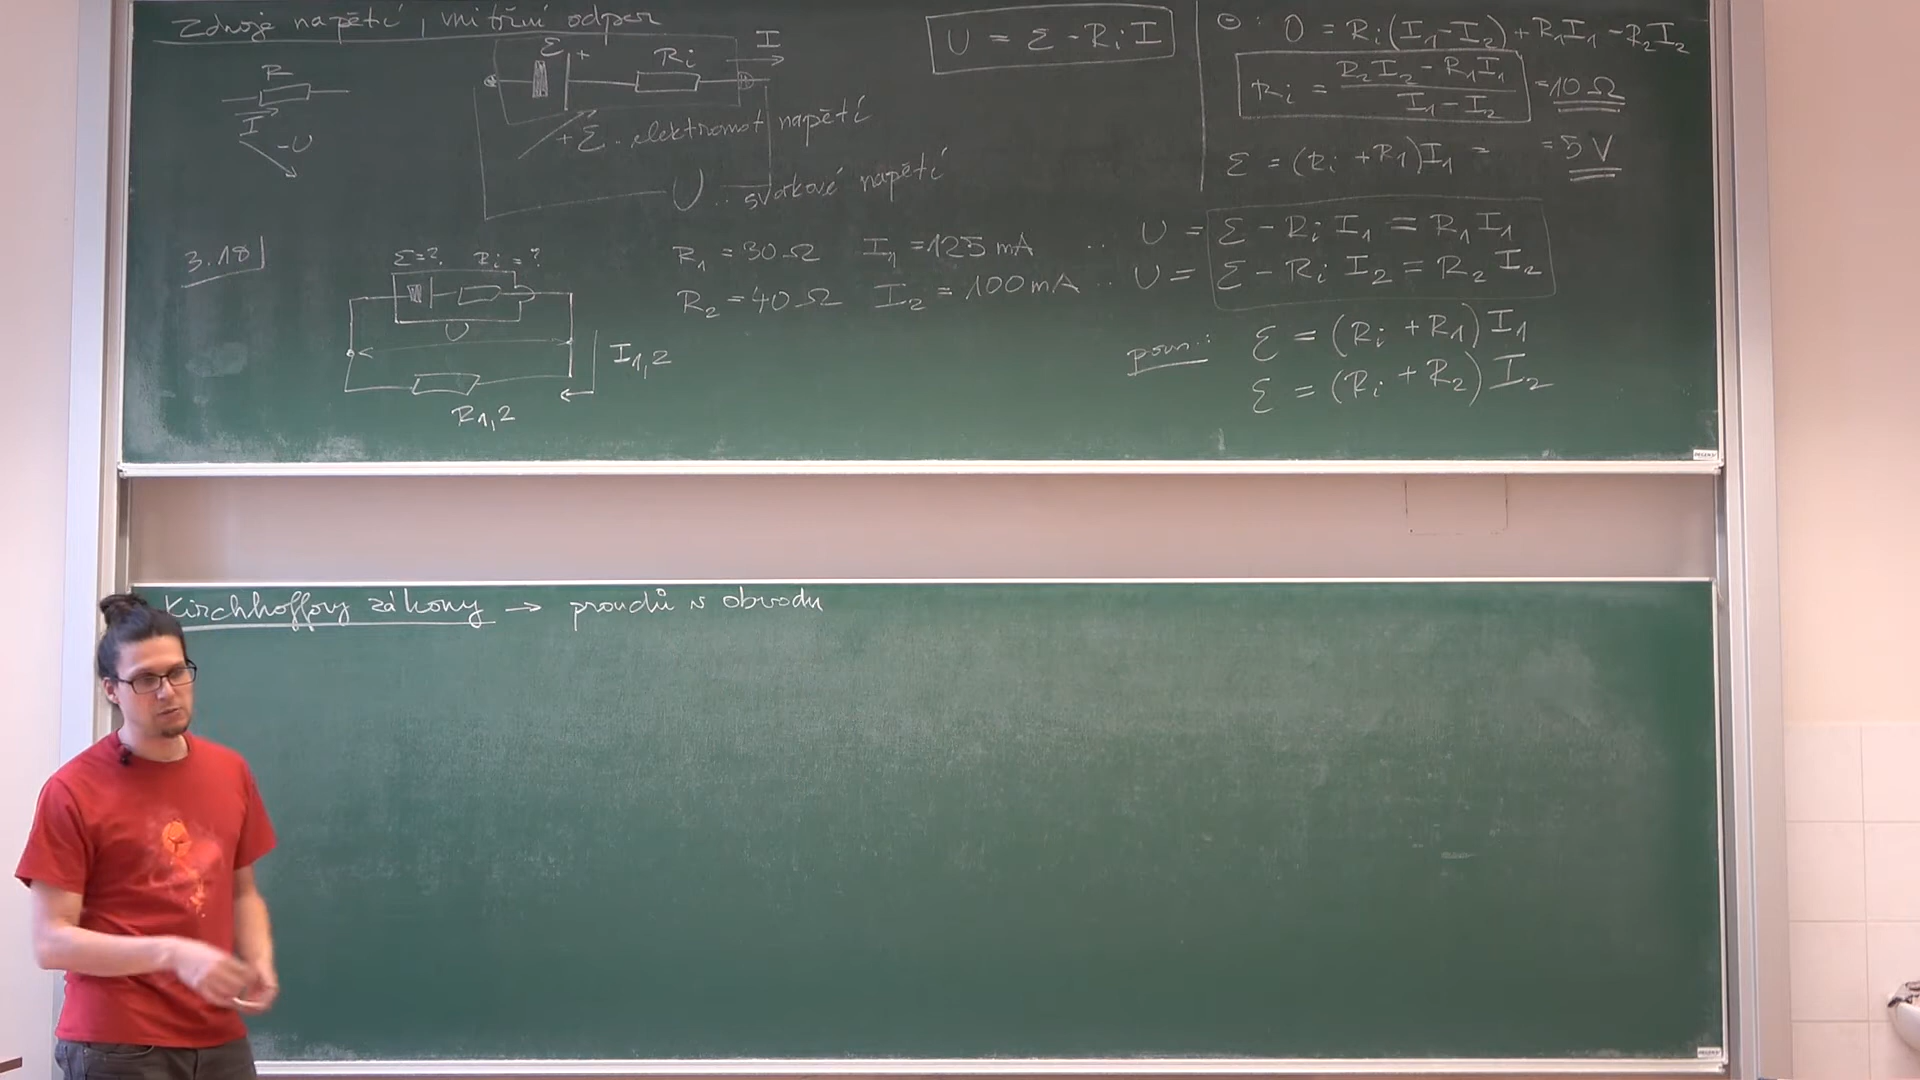 Zdroje napětí, vnitřní odpor
R
I
-U
ε + Ri I
+ ε .. elektromot napětí
U .. svorkové napětí
U = ε - Ri I
⊖: 0 = Ri(I1-I2) + R1I1 - R2I2
Ri = (R2I2 - R1I1) / (I1 - I2) = 10 Ω
ε = (Ri + R1)I1 = = 5 V
3.18
ε=? Ri=?
U
I1,2
R1,2
R1 = 30 Ω I1 = 125 mA .. U = ε - Ri I1 = R1 I1
R2 = 40 Ω I2 = 100 mA .. U = ε - Ri I2 = R2 I2
pozn.: ε = (Ri + R1) I1
ε = (Ri + R2) I2
Kirchhoffovy zákony → proudů v obvodu